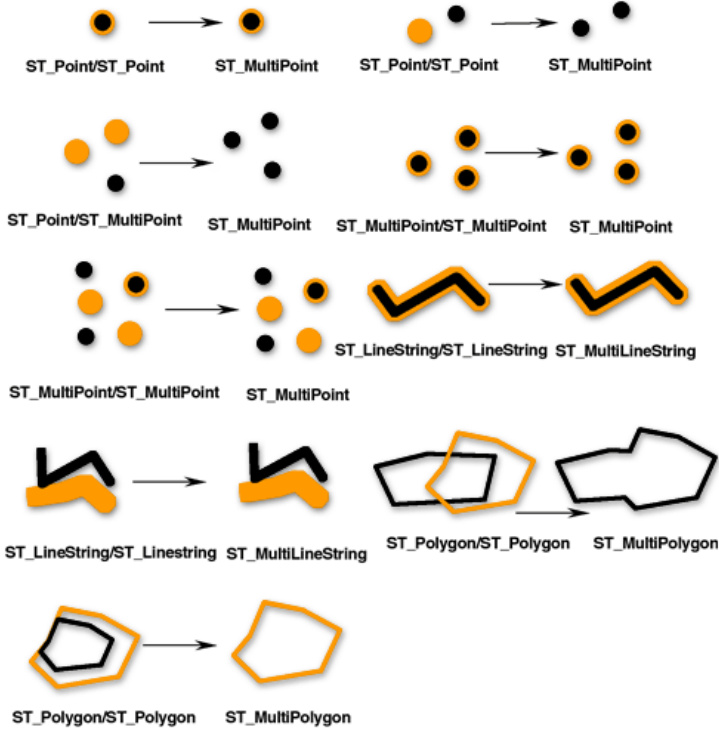 ST_Point/ST_Point
ST_MultiPoint
ST_Point/ST_Point
ST_MultiPoint
ST_Point/ST_MultiPoint
ST_MultiPoint
ST_MultiPoint/ST_MultiPoint
ST_MultiPoint
ST_MultiPoint/ST_MultiPoint
ST_MultiPoint
ST_LineString/ST_LineString
ST_MultiLineString
ST_LineString/ST_Linestring
ST_MultiLineString
ST_Polygon/ST_Polygon
ST_MultiPolygon
ST_Polygon/ST_Polygon
ST_MultiPolygon